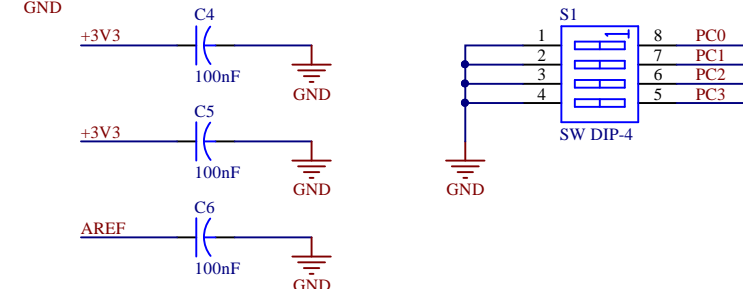 GND
C4
+3V3
100nF
GND
C5
+3V3
100nF
GND
C6
AREF
100nF
GND
S1
1 8 PC0
2 7 PC1
3 6 PC2
4 5 PC3
1
SW DIP-4
GND